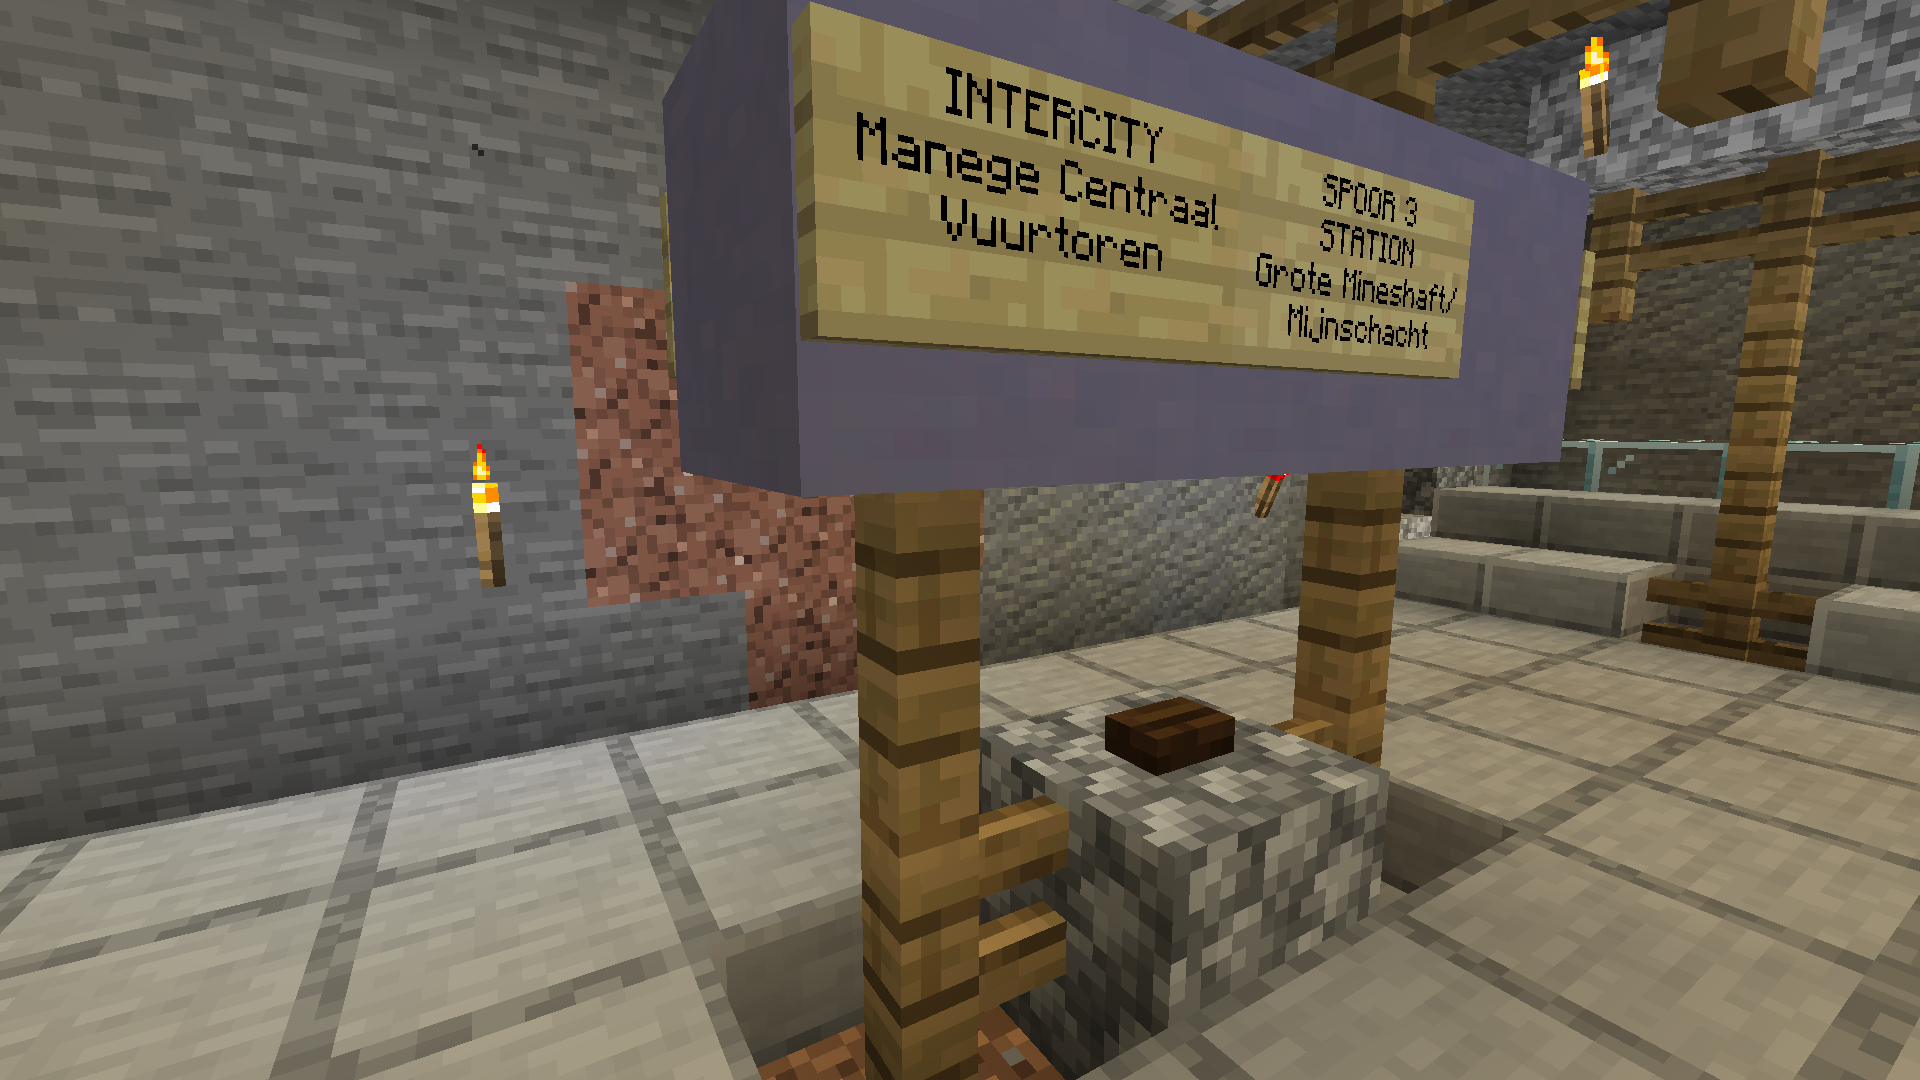 INTERCITY
Manege Centraal
Vuurtoren
SPOOR 3
STATION
Grote Mineshaft/
Mijnschacht